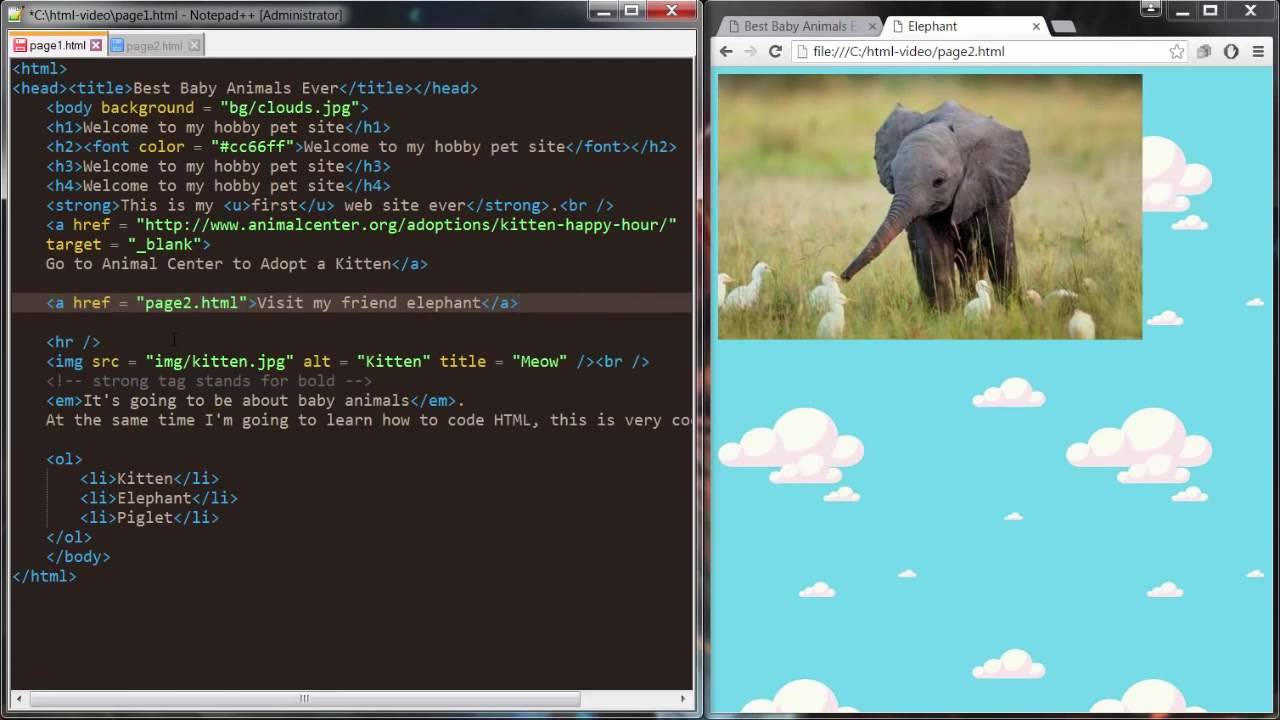 *C:\html-video\page1.html - Notepad++ [Administrator]
page1.html
page2.html
<html>
<head><title>Best Baby Animals Ever</title></head>
<body background = "bg/clouds.jpg">
<h1>Welcome to my hobby pet site</h1>
<h2><font color = "#cc66ff">Welcome to my hobby pet site</font></h2>
<h3>Welcome to my hobby pet site</h3>
<h4>Welcome to my hobby pet site</h4>
<strong>This is my <u>first</u> web site ever</strong>.<br />
<a href = "http://www.animalcenter.org/adoptions/kitten-happy-hour/"
target = "_blank">
Go to Animal Center to Adopt a Kitten</a>
<a href = "page2.html">Visit my friend elephant</a>
<hr />
<img src = "img/kitten.jpg" alt = "Kitten" title = "Meow" /><br />
<!-- strong tag stands for bold -->
<em>It's going to be about baby animals</em>.
At the same time I'm going to learn how to code HTML, this is very co
<ol>
<li>Kitten</li>
<li>Elephant</li>
<li>Piglet</li>
</ol>
</body>
</html>
Best Baby Animals E
Elephant
file:///C:/html-video/page2.html